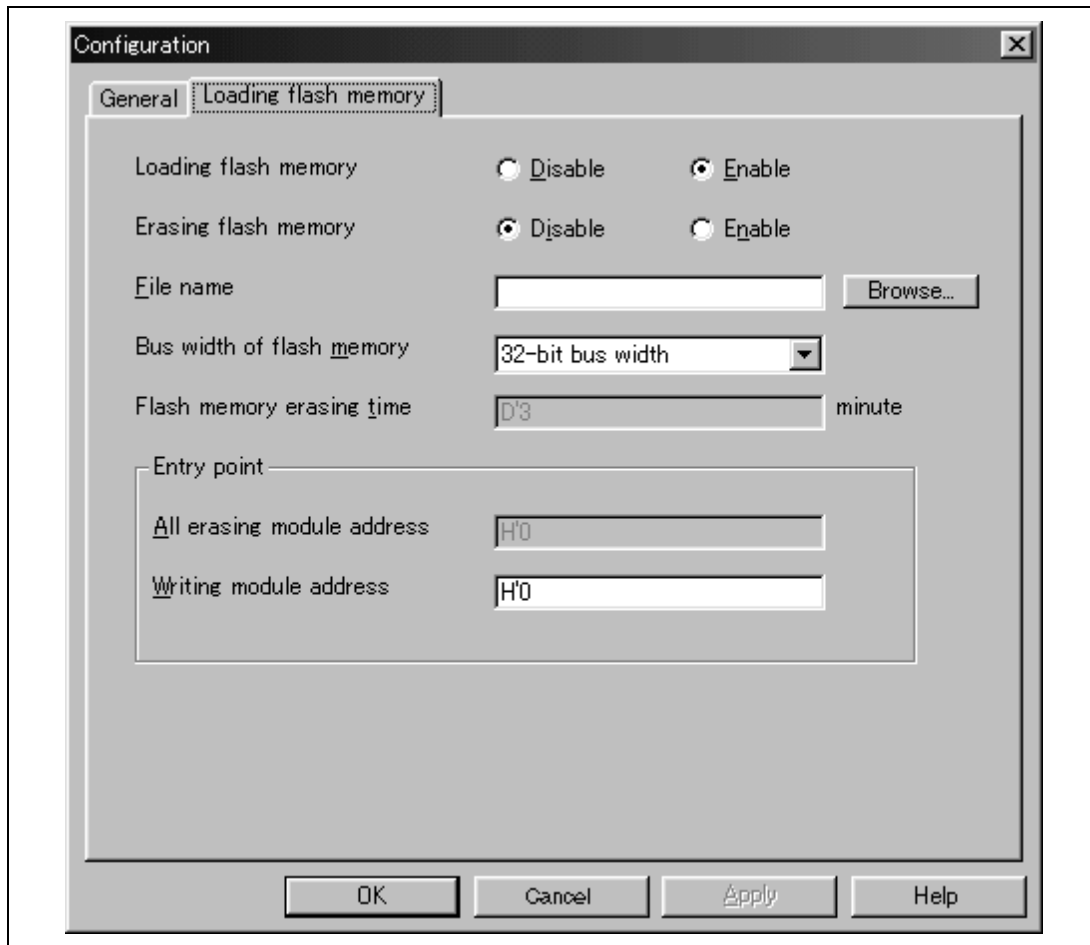 Configuration
General Loading flash memory
Loading flash memory Disable Enable
Erasing flash memory Disable Enable
File name Browse...
Bus width of flash memory 32-bit bus width
Flash memory erasing time D'3 minute
Entry point
All erasing module address H'0
Writing module address H'0
OK Cancel Apply Help